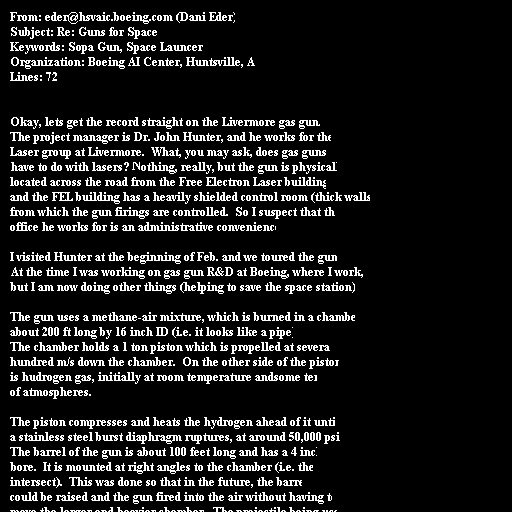 From: eder@hsvaic.boeing.com (Dani Eder)
Subject: Re: Guns for Space
Keywords: Sopa Gun, Space Launcer
Organization: Boeing AI Center, Huntsville, A
Lines: 72
Okay, lets get the record straight on the Livermore gas gun.
The project manager is Dr. John Hunter, and he works for the
Laser group at Livermore. What, you may ask, does gas guns
have to do with lasers? Nothing, really, but the gun is physical
located across the road from the Free Electron Laser building
and the FEL building has a heavily shielded control room (thick walls
from which the gun firings are controlled. So I suspect that th
office he works for is an administrative convenienc
I visited Hunter at the beginning of Feb. and we toured the gun
At the time I was working on gas gun R&D at Boeing, where I work,
but I am now doing other things (helping to save the space station)
The gun uses a methane-air mixture, which is burned in a chambe
about 200 ft long by 16 inch ID (i.e. it looks like a pipe)
The chamber holds a 1 ton piston which is propelled at severa
hundred m/s down the chamber. On the other side of the piston
is hudrogen gas, initially at room temperature andsome te
of atmospheres.
The piston compresses and heats the hydrogen ahead of it unti
a stainless steel burst diaphragm ruptures, at around 50,000 psi
The barrel of the gun is about 100 feet long and has a 4 inc
bore. It is mounted at right angles to the chamber (i.e. the
intersect). This was done so that in the future, the barre
could be raised and the gun fired into the air without having t
move the larger and heavier chamber. The projectile being use